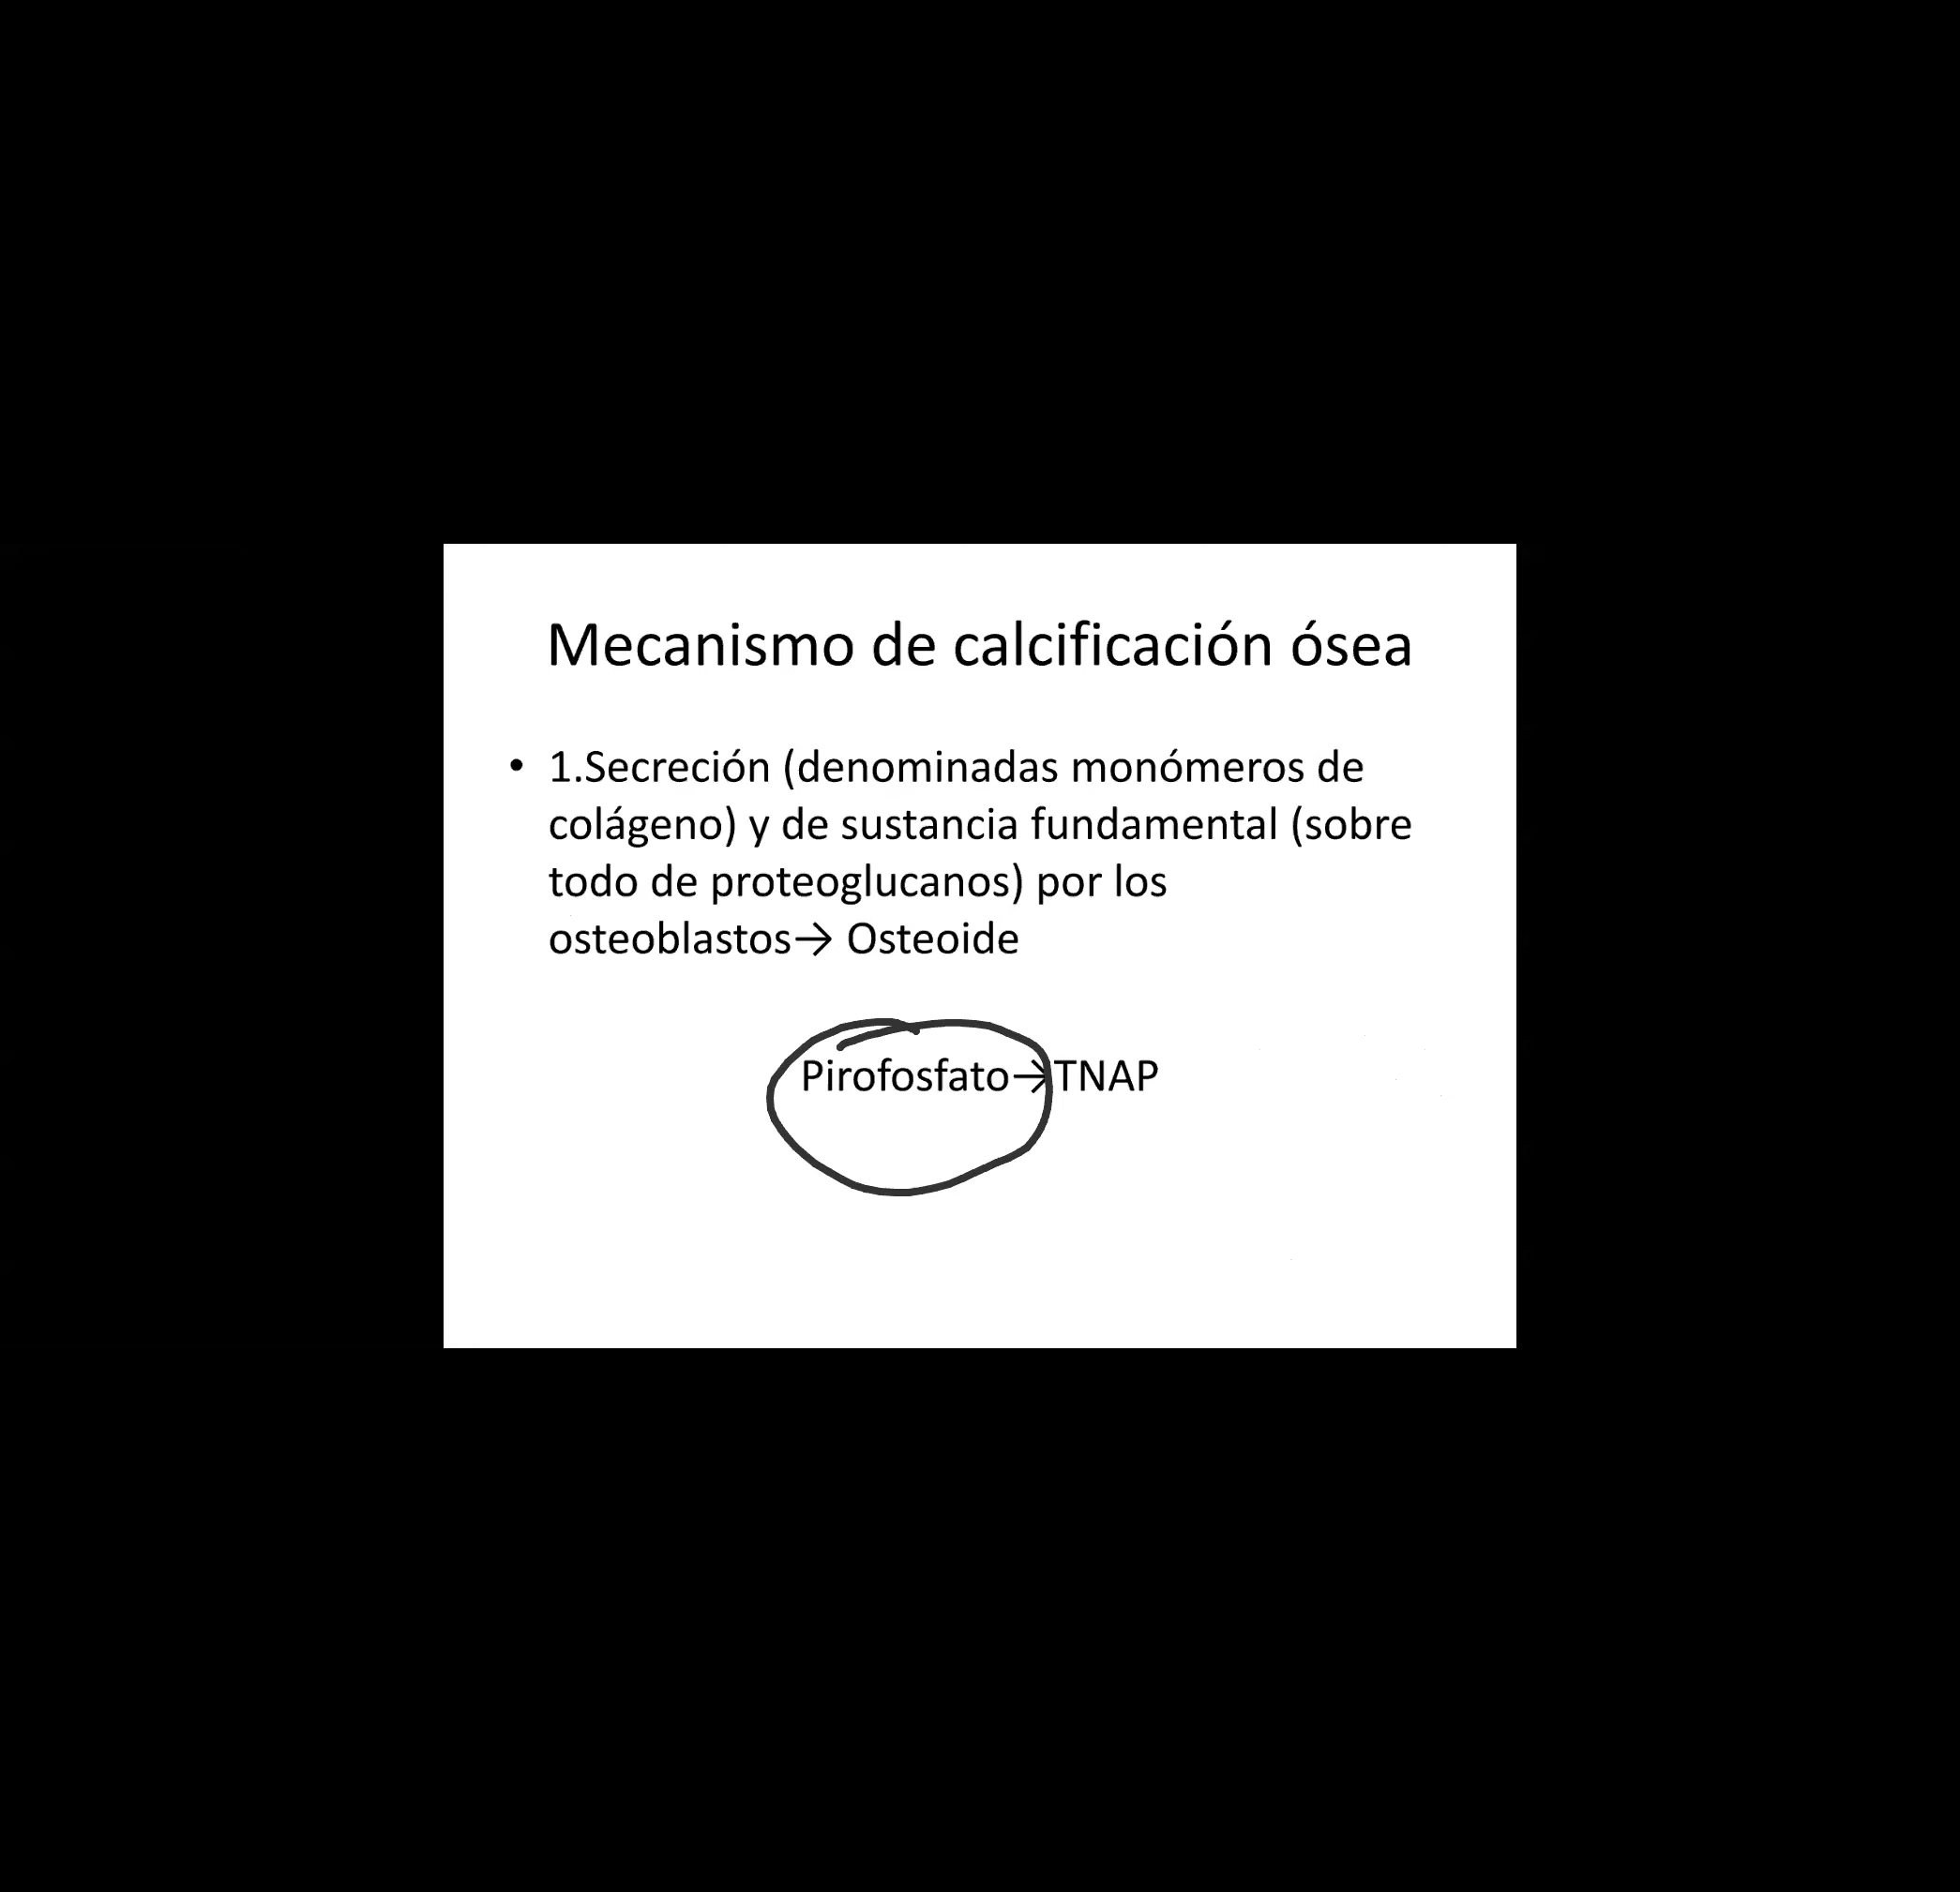 Mecanismo de calcificación ósea
• 1.Secreción (denominadas monómeros de
colágeno) y de sustancia fundamental (sobre
todo de proteoglucanos) por los
osteoblastos→ Osteoide
Pirofosfato→TNAP